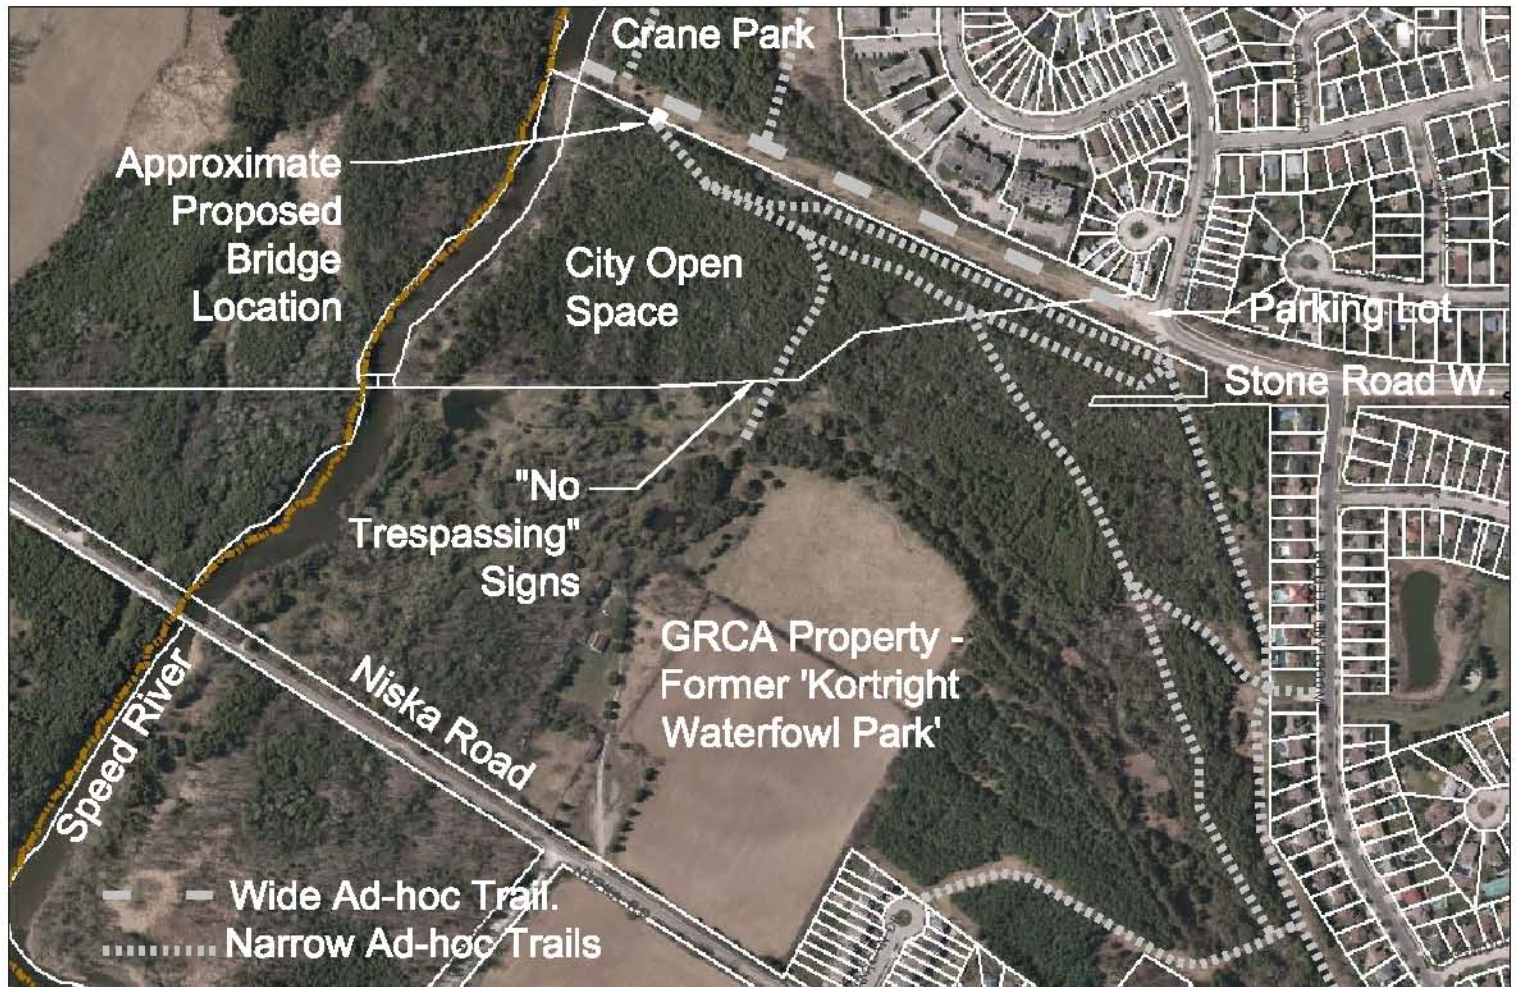 Crane Park
Approximate
Proposed
Bridge
Location
City Open
Space
Parking Lot
Stone Road W.
"No
Trespassing"
Signs
GRCA Property -
Former 'Kortright
Waterfowl Park'
Niska Road
Speed River
Wide Ad-hoc Trail.
Narrow Ad-hoc Trails